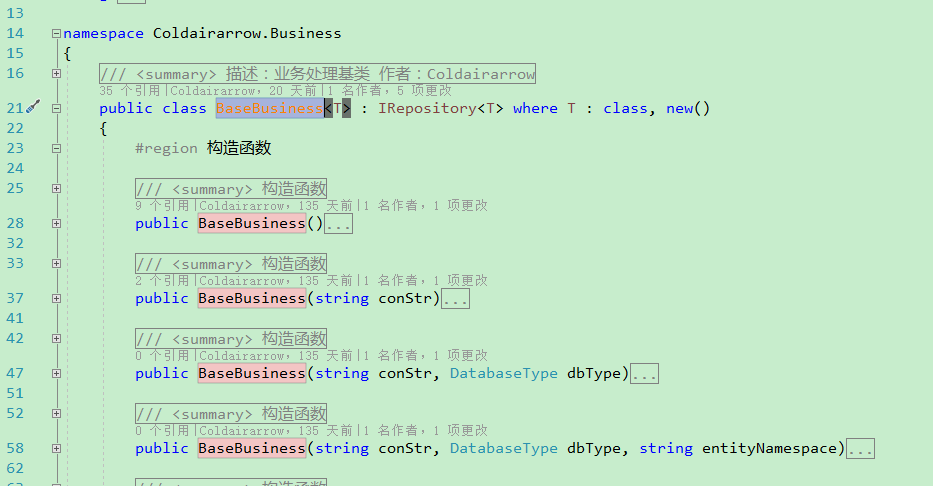 13
14 namespace Coldairarrow.Business
15 {
16 /// <summary> 描述：业务处理基类 作者：Coldairarrow
35 个引用|Coldairarrow，20 天前|1 名作者，5 项更改
21 public class BaseBusiness<T> : IRepository<T> where T : class, new()
22 {
23 #region 构造函数
24
25 /// <summary> 构造函数
9 个引用|Coldairarrow，135 天前|1 名作者，1 项更改
28 public BaseBusiness()...
32
33 /// <summary> 构造函数
2 个引用|Coldairarrow，135 天前|1 名作者，1 项更改
37 public BaseBusiness(string conStr)...
41
42 /// <summary> 构造函数
0 个引用|Coldairarrow，135 天前|1 名作者，1 项更改
47 public BaseBusiness(string conStr, DatabaseType dbType)...
51
52 /// <summary> 构造函数
0 个引用|Coldairarrow，135 天前|1 名作者，1 项更改
58 public BaseBusiness(string conStr, DatabaseType dbType, string entityNamespace)...
62